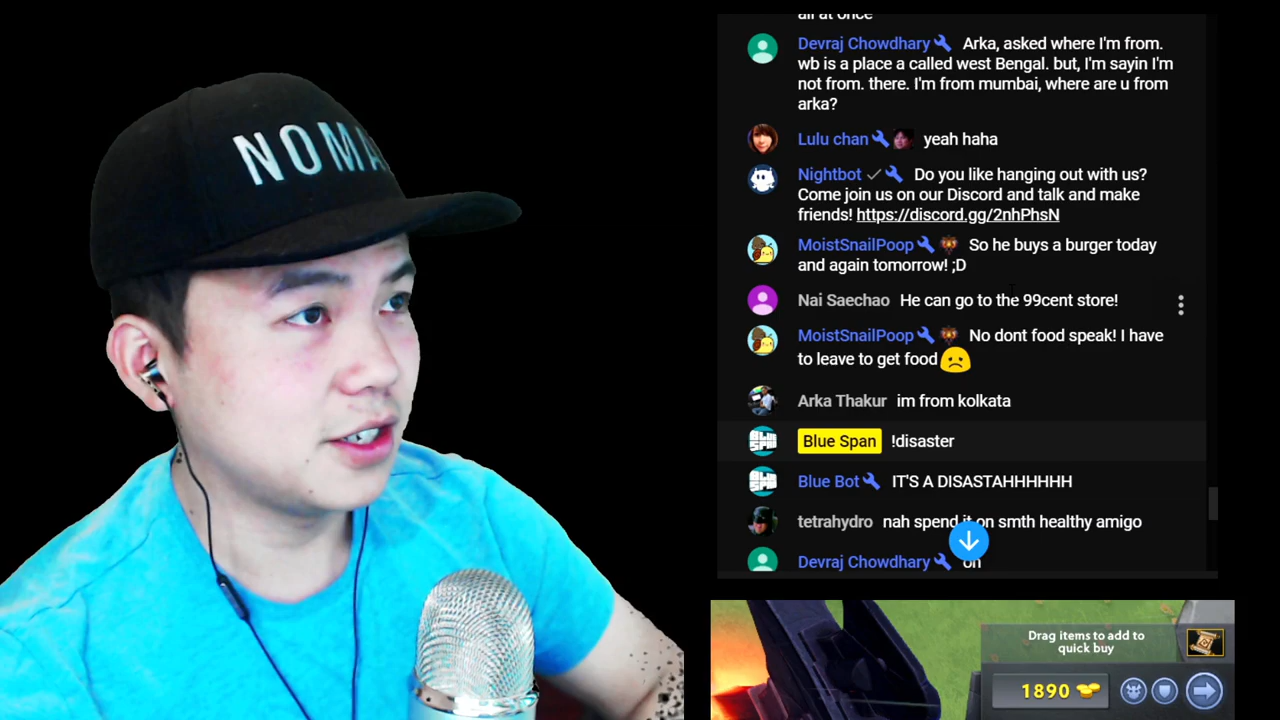 NOMA
all at once
Devraj Chowdhary Arka, asked where I'm from.
wb is a place a called west Bengal. but, I'm sayin I'm
not from. there. I'm from mumbai, where are u from
arka?
Lulu chan yeah haha
Nightbot Do you like hanging out with us?
Come join us on our Discord and talk and make
friends! https://discord.gg/2nhPhsN
MoistSnailPoop So he buys a burger today
and again tomorrow! ;D
Nai Saechao He can go to the 99cent store!
MoistSnailPoop No dont food speak! I have
to leave to get food
Arka Thakur im from kolkata
Blue Span !disaster
Blue Bot IT'S A DISASTAHHHHHH
tetrahydro nah spend it on smth healthy amigo
Devraj Chowdhary oh
Drag items to add to
quick buy
1890